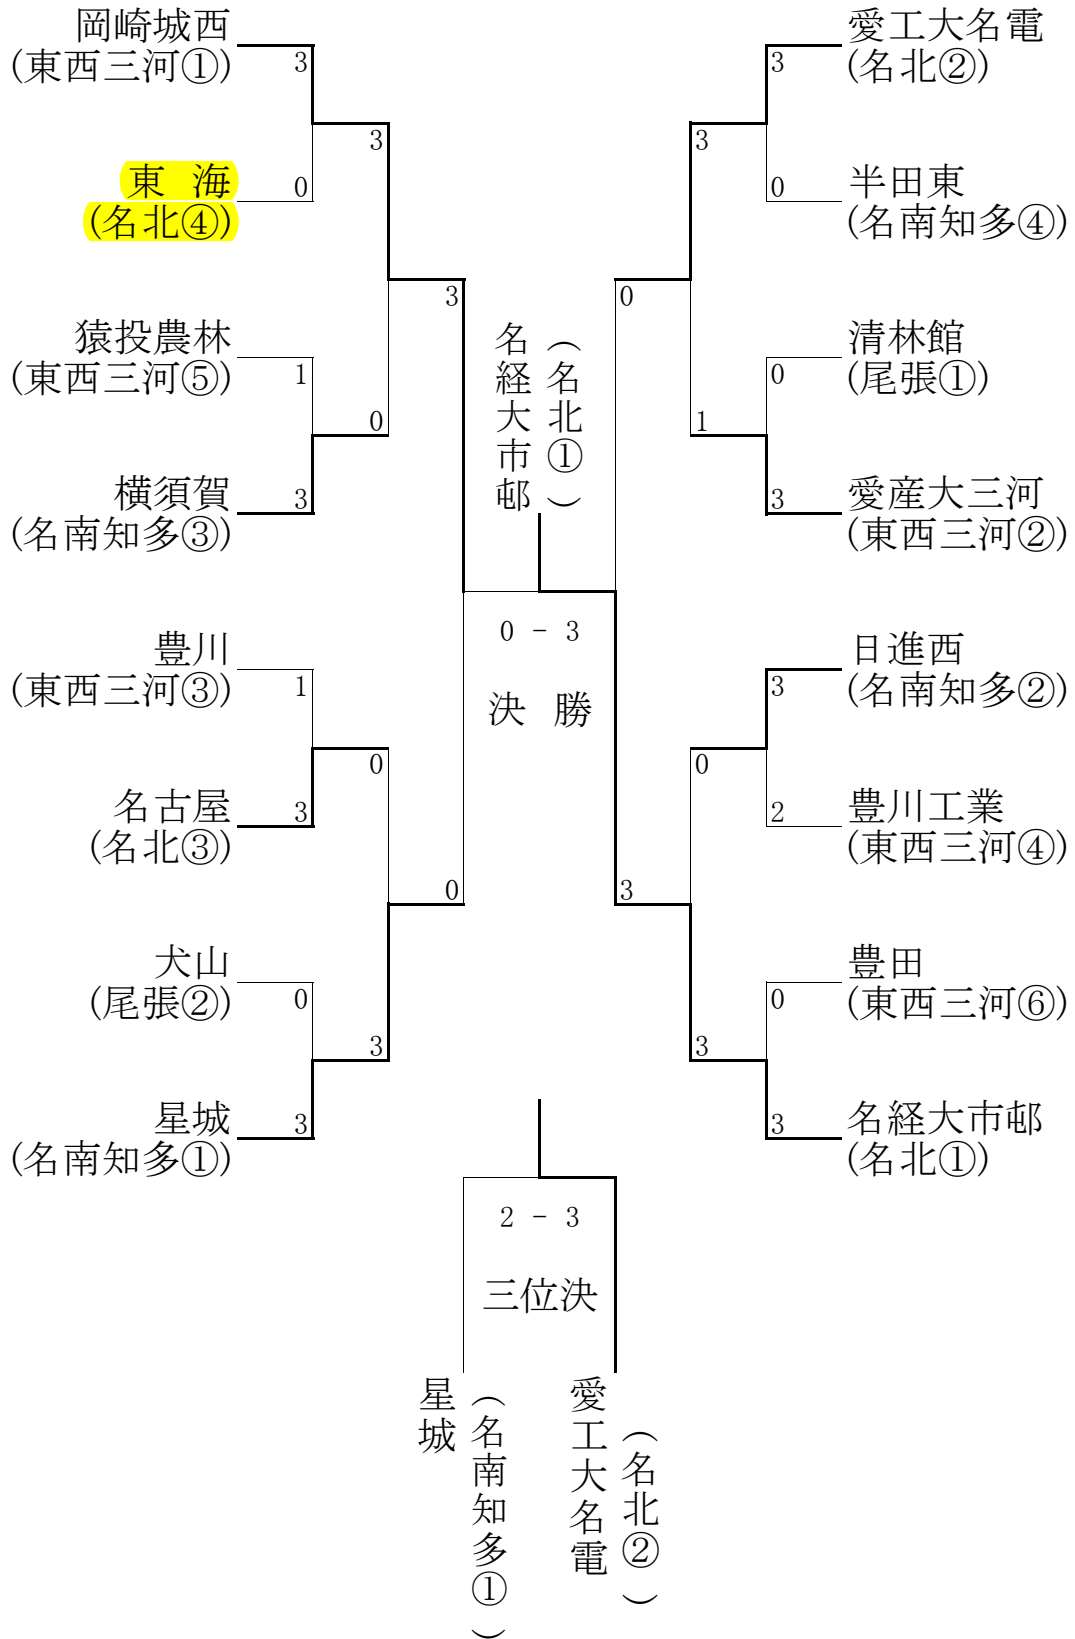 岡崎城西
(東西三河①)
3
3
東 海
(名北④)
0
猿投農林
(東西三河⑤)
1
0
横須賀
(名南知多③)
3
3
豊川
(東西三河③)
1
0
名古屋
(名北③)
3
0
犬山
(尾張②)
0
3
星城
(名南知多①)
3
名経大市邨
(名北①)
0 - 3
決 勝
愛工大名電
(名北②)
3
3
半田東
(名南知多④)
0
0
清林館
(尾張①)
0
1
愛産大三河
(東西三河②)
3
日進西
(名南知多②)
3
0
豊川工業
(東西三河④)
2
3
豊田
(東西三河⑥)
0
3
名経大市邨
(名北①)
3
2 - 3
三位決
星城
(名南知多①)
愛工大名電
(名北②)